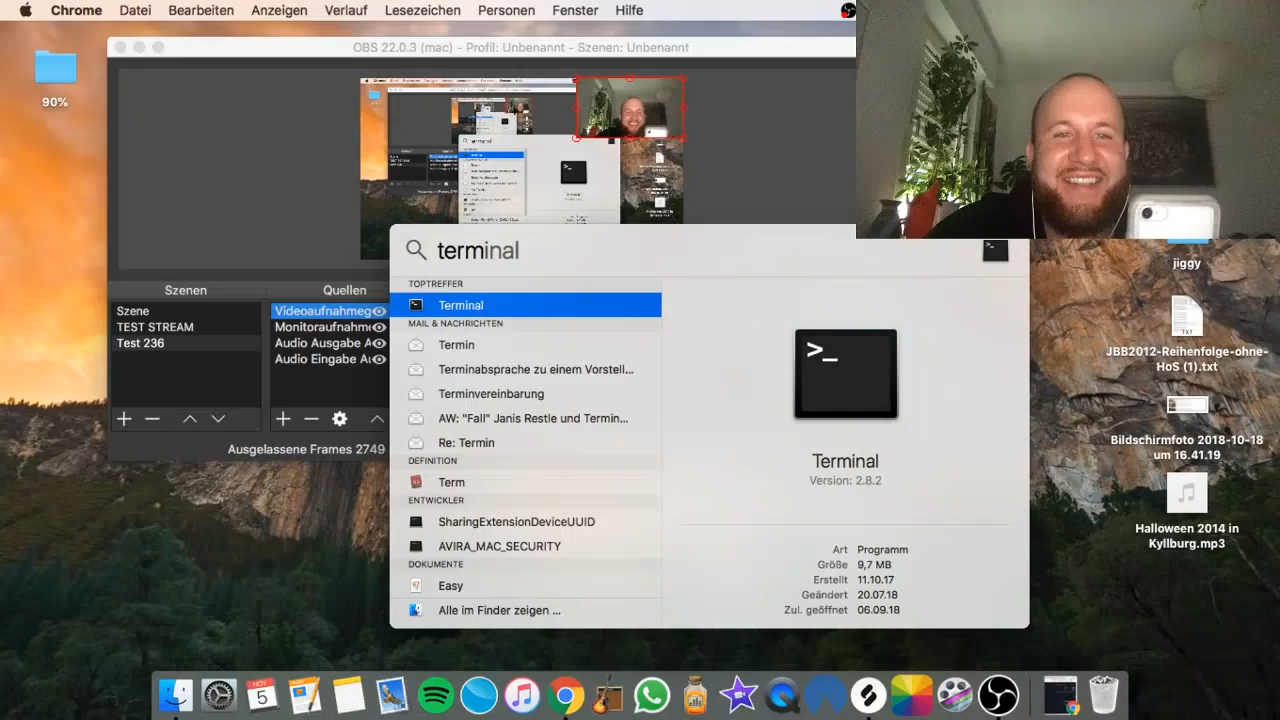 Chrome Datei Bearbeiten Anzeigen Verlauf Lesezeichen Personen Fenster Hilfe
OBS 22.0.3 (mac) - Profil: Unbenannt - Szenen: Unbenannt
90%
terminal
TOPTREFFER
Terminal
MAIL & NACHRICHTEN
Termin
Terminabsprache zu einem Vorstell...
Terminvereinbarung
AW: "Fall" Janis Restle und Termin...
Re: Termin
DEFINITION
Term
ENTWICKLER
SharingExtensionDeviceUUID
AVIRA_MAC_SECURITY
DOKUMENTE
Easy
Alle im Finder zeigen ...
>_
Terminal
Version: 2.8.2
Art Programm
Größe 9,7 MB
Erstellt 11.10.17
Geändert 20.07.18
Zul. geöffnet 06.09.18
Szenen
Szene
TEST STREAM
Test 236
Quellen
Videoaufnahmeg
Monitoraufnahm
Audio Ausgabe A
Audio Eingabe A
Ausgelassene Frames 2749
jiggy
TXT
JBB2012-Reihenfolge-ohne-
HoS (1).txt
Bildschirmfoto 2018-10-18
um 16.41.19
Halloween 2014 in
Kyllburg.mp3
NOV
5